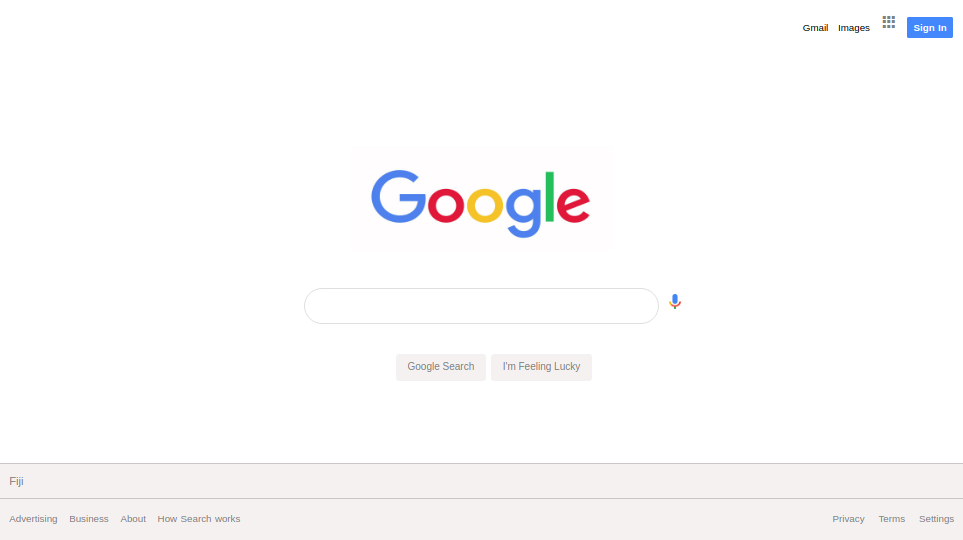 Gmail Images Sign In
Google
Google Search I'm Feeling Lucky
Fiji
Advertising Business About How Search works Privacy Terms Settings